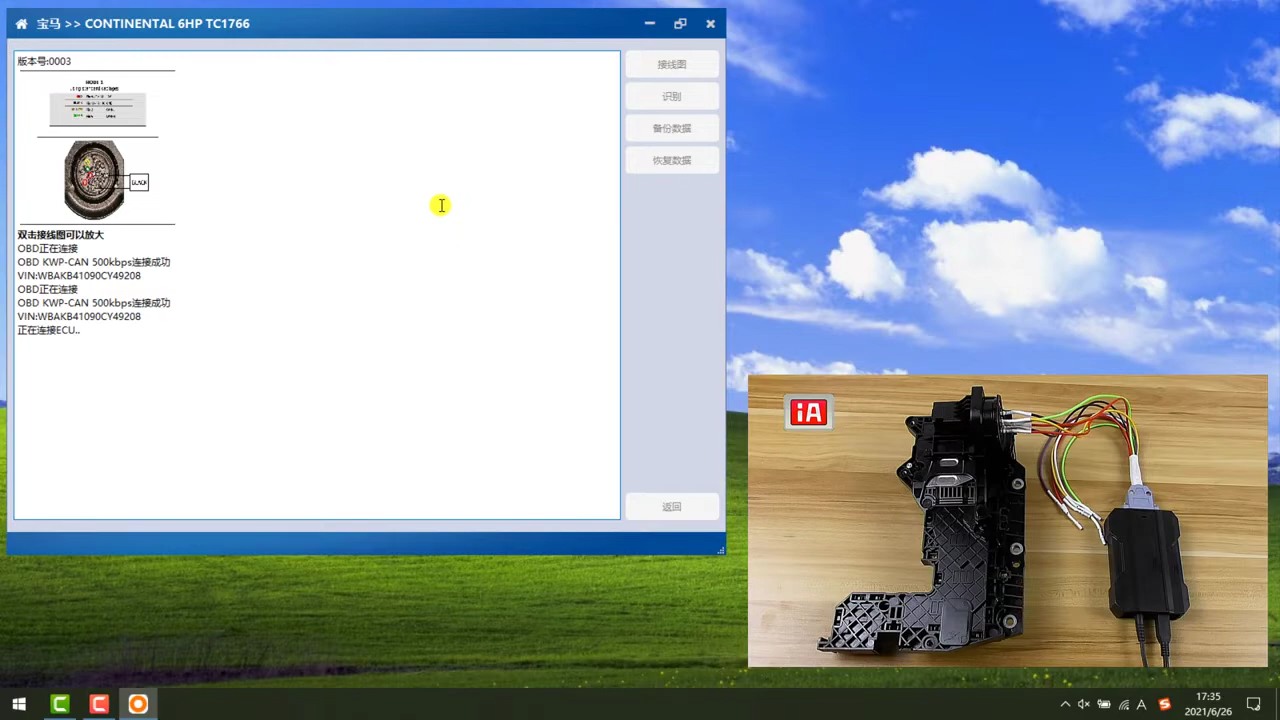 宝马 >> CONTINENTAL 6HP TC1766
版本号:0003
MODE 1
BLACK
双击接线图可以放大
OBD正在连接
OBD KWP-CAN 500kbps连接成功
VIN:WBAKB41090CY49208
OBD正在连接
OBD KWP-CAN 500kbps连接成功
VIN:WBAKB41090CY49208
正在连接ECU..
接线图
识别
备份数据
恢复数据
返回
iA
A
17:35
2021/6/26